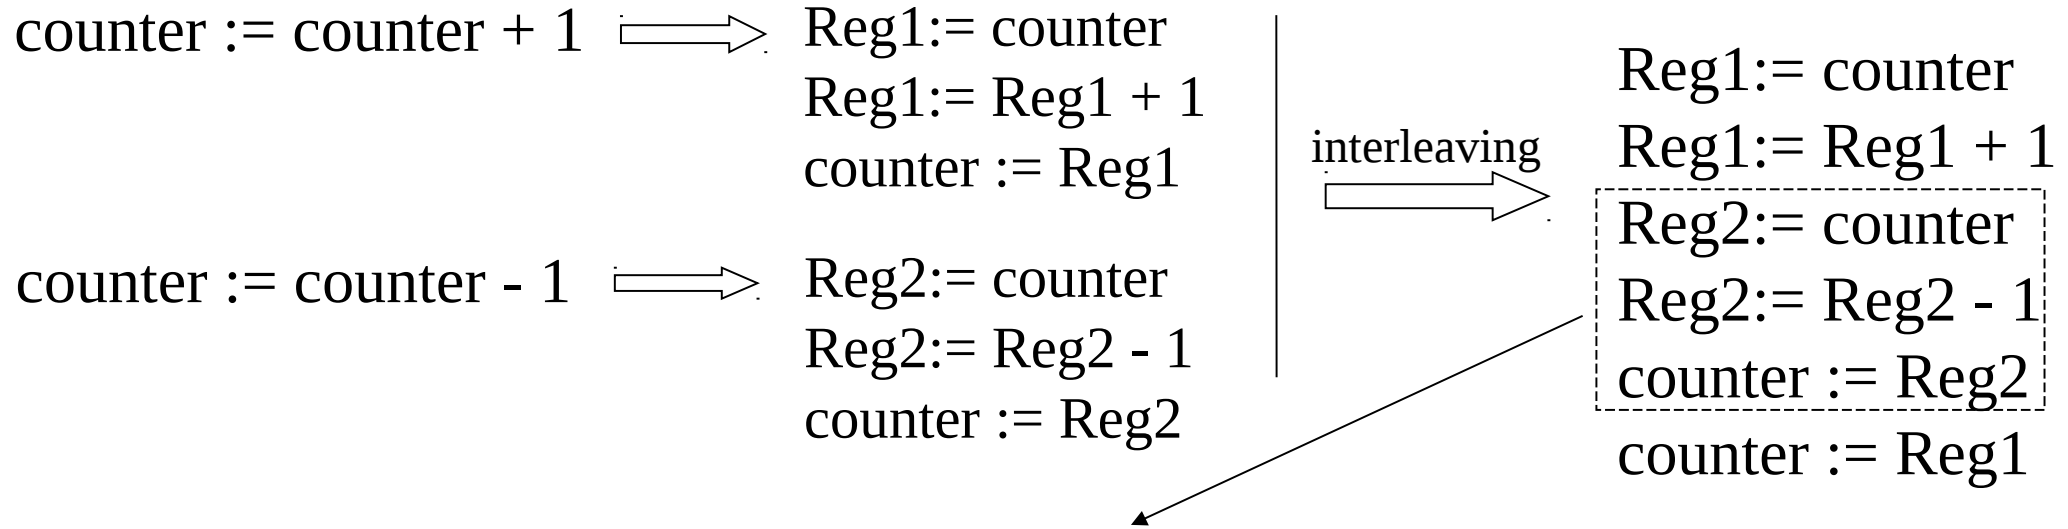 counter := counter + 1
Reg1:= counter
Reg1:= Reg1 + 1
counter := Reg1
counter := counter - 1
Reg2:= counter
Reg2:= Reg2 - 1
counter := Reg2
interleaving
Reg1:= counter
Reg1:= Reg1 + 1
Reg2:= counter
Reg2:= Reg2 - 1
counter := Reg2
counter := Reg1